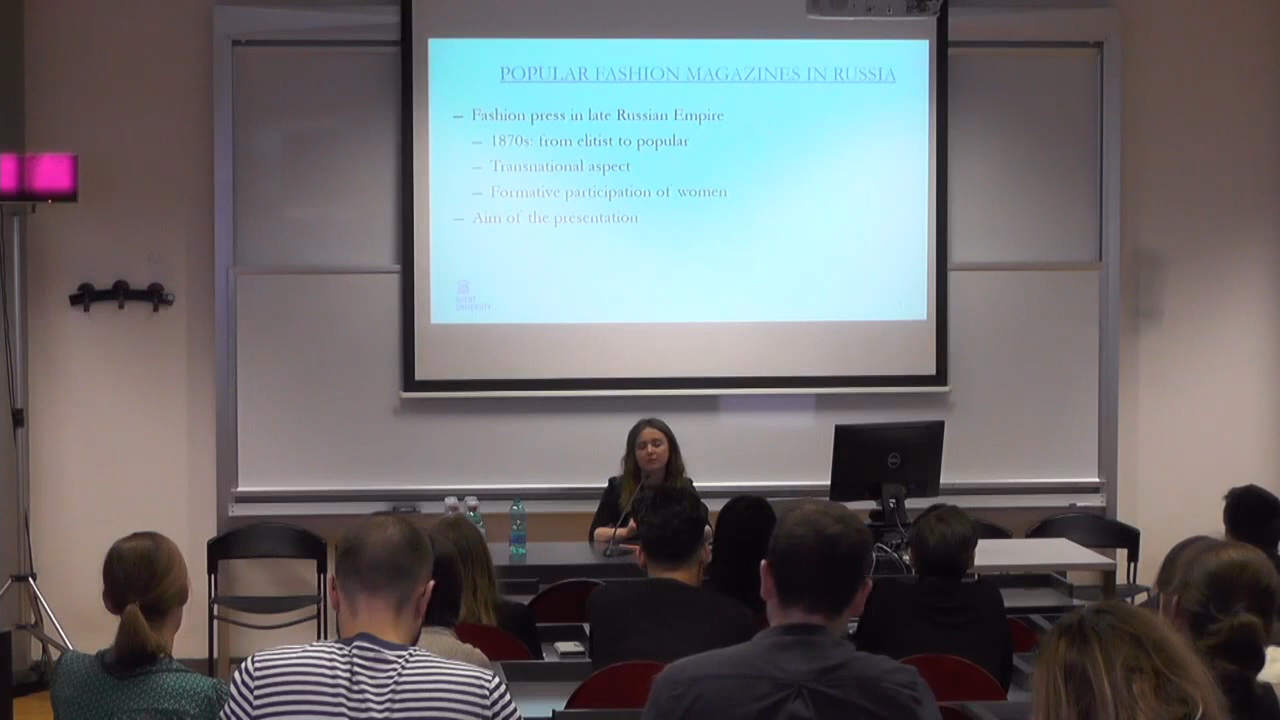 POPULAR FASHION MAGAZINES IN RUSSIA
– Fashion press in late Russian Empire
– 1870s: from elitist to popular
– Transnational aspect
– Formative participation of women
– Aim of the presentation
GHENT
UNIVERSITY
DELL